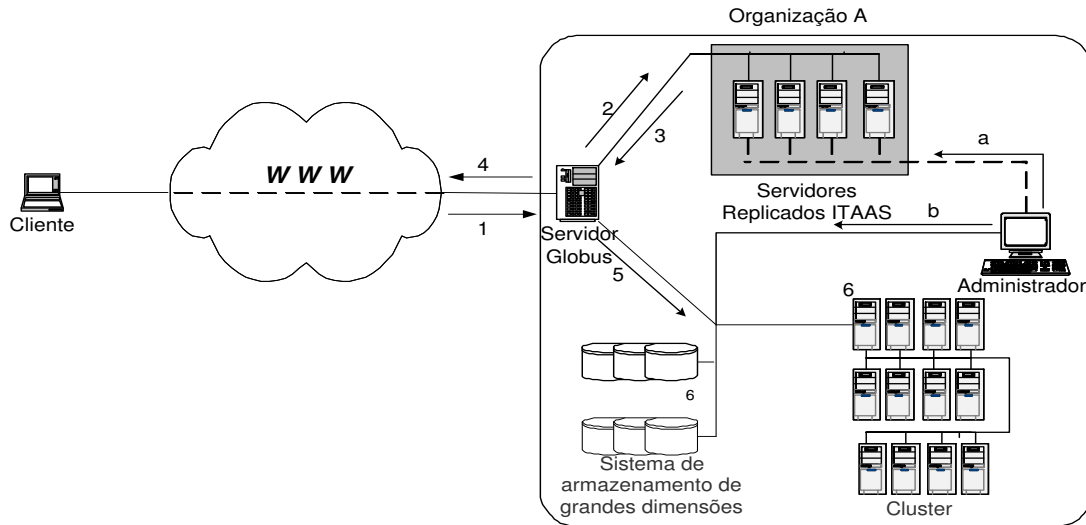 Organização A
2
3
a
4
W W W
Servidores
Replicados ITAAS
b
Cliente
1
Servidor
Globus
5
Administrador
6
6
Sistema de
armazenamento de
grandes dimensões
Cluster